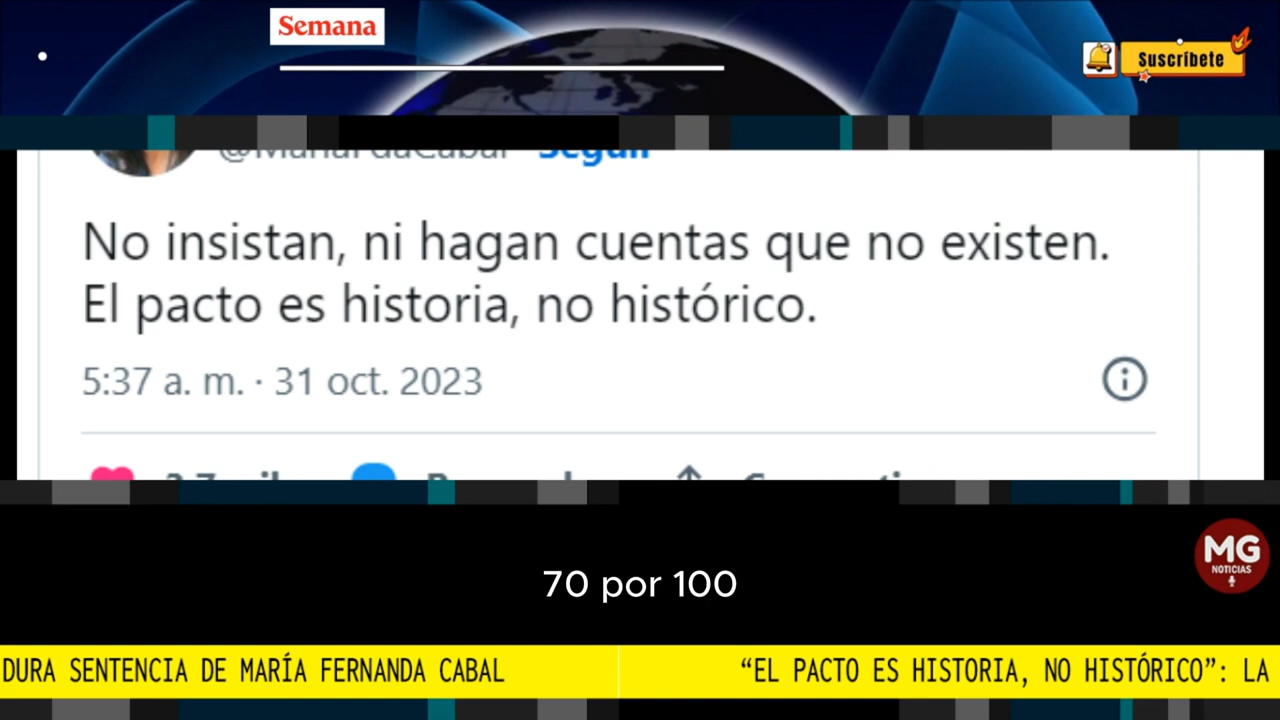 Semana
Suscríbete
No insistan, ni hagan cuentas que no existen.
El pacto es historia, no histórico.
5:37 a. m. · 31 oct. 2023
70 por 100
MG
NOTICIAS
DURA SENTENCIA DE MARÍA FERNANDA CABAL “EL PACTO ES HISTORIA, NO HISTÓRICO”: LA